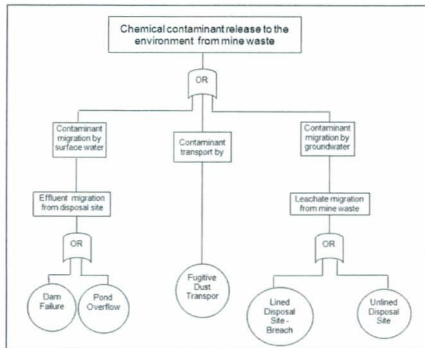 Chemical contaminant release to the
environment from mine waste
OR
Contaminant
migration by
surface water
Contaminant
transport by
Contaminant
migration by
groundwater
Effluent migration
from disposal site
Leachate migration
from mine waste
OR
OR
Dam
Failure
Pond
Overflow
Fugitive
Dust
Transpor
Lined
Disposal
Site -
Breach
Unlined
Disposal
Site